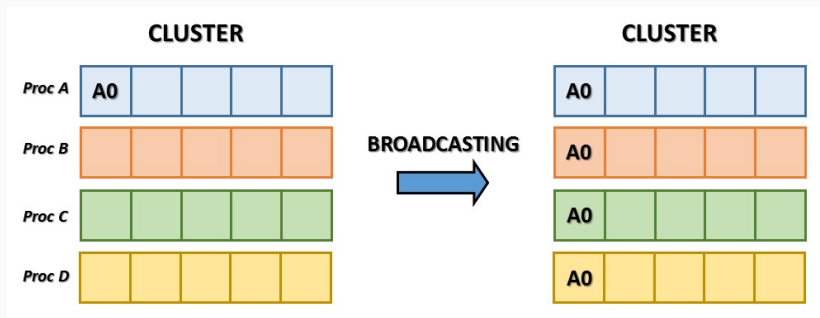 CLUSTER
CLUSTER
Proc A
A0
A0
Proc B
BROADCASTING
A0
Proc C
A0
Proc D
A0